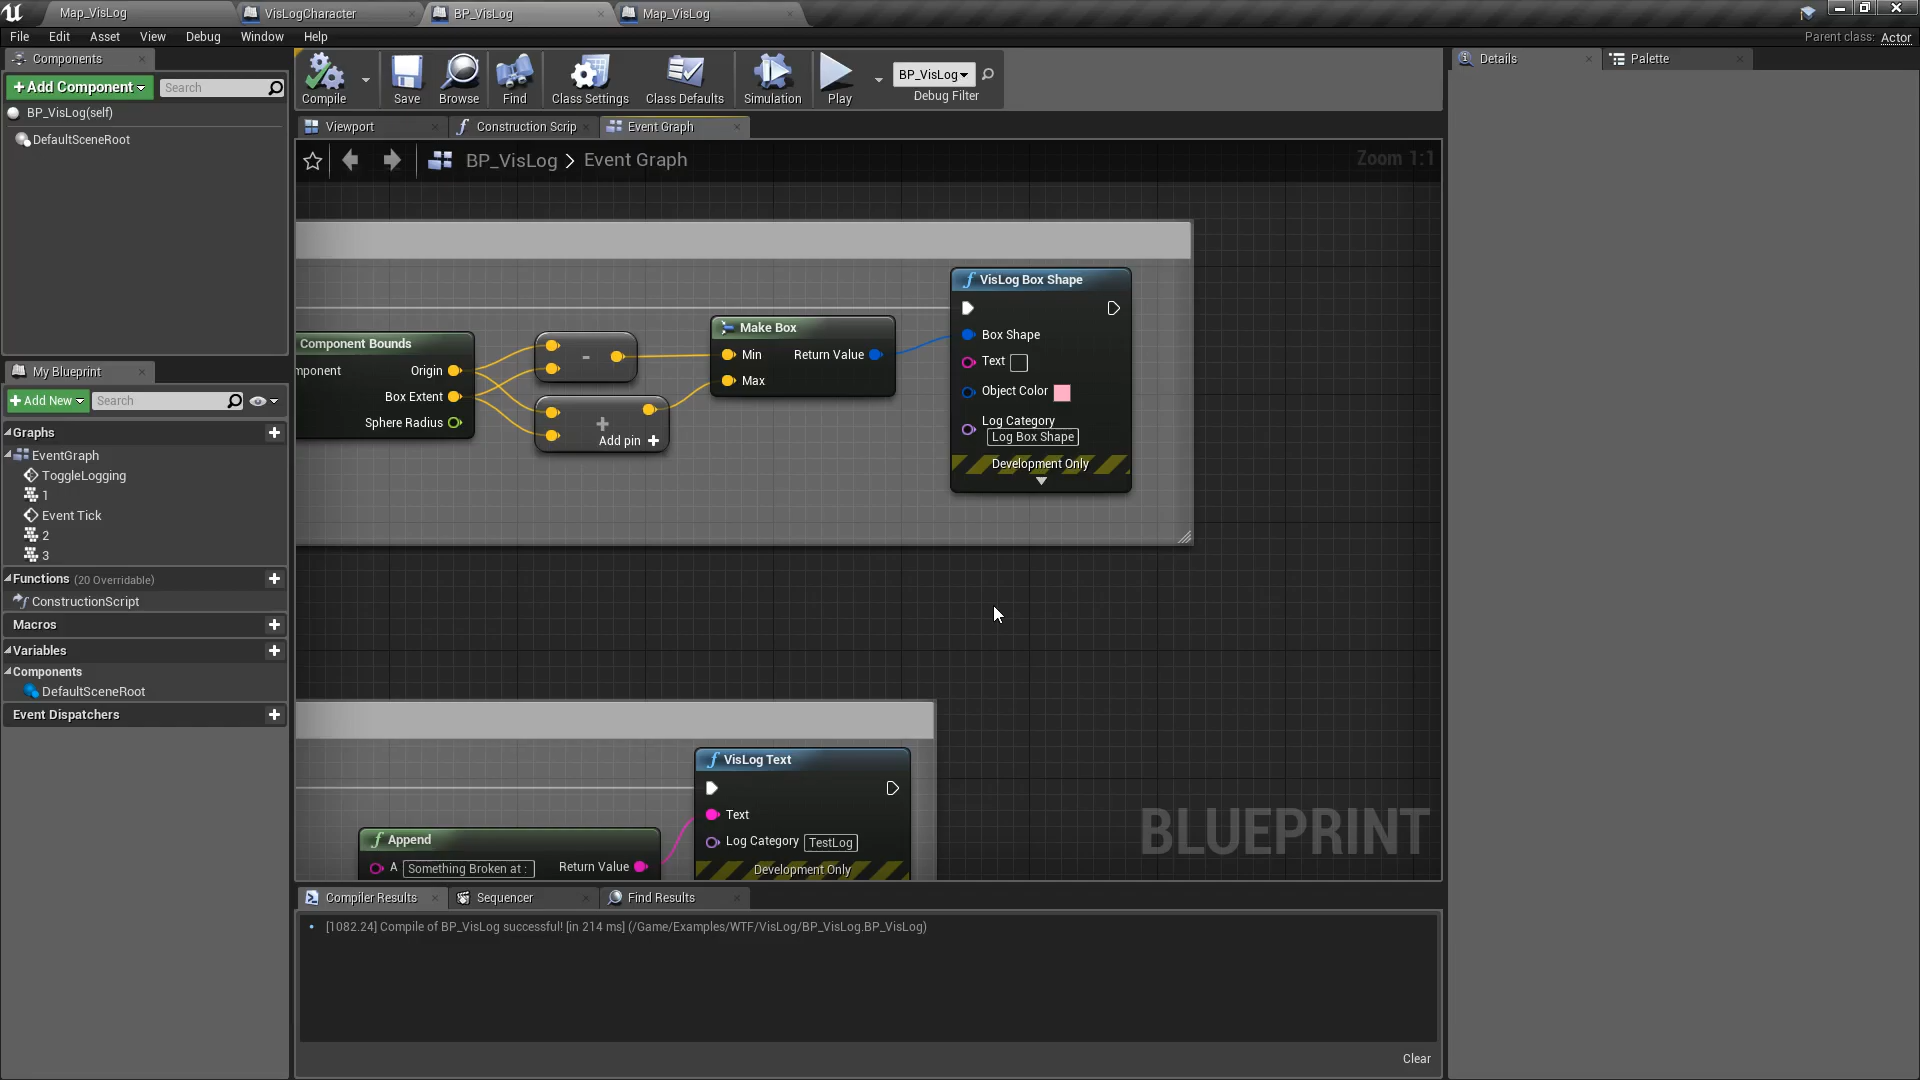 Map_VisLog
VisLogCharacter
BP_VisLog
Map_VisLog
File Edit Asset View Debug Window Help
Parent class: Actor
Components
+Add Component
Search
BP_VisLog(self)
DefaultSceneRoot
My Blueprint
+Add New
Search
Graphs
EventGraph
ToggleLogging
1
Event Tick
2
3
Functions (20 Overridable)
ConstructionScript
Macros
Variables
Components
DefaultSceneRoot
Event Dispatchers
Compile
Save
Browse
Find
Class Settings
Class Defaults
Simulation
Play
BP_VisLog
Debug Filter
Viewport
Construction Scrip
Event Graph
BP_VisLog > Event Graph
Zoom 1:1
Component Bounds
mponent
Origin
Box Extent
Sphere Radius
-
+
Add pin +
Make Box
Min
Return Value
Max
f VisLog Box Shape
Box Shape
Text
Object Color
Log Category
Log Box Shape
Development Only
f VisLog Text
Text
Log Category TestLog
Development Only
f Append
A Something Broken at :
Return Value
BLUEPRINT
Compiler Results
Sequencer
Find Results
• [1082.24] Compile of BP_VisLog successful! [in 214 ms] (/Game/Examples/WTF/VisLog/BP_VisLog.BP_VisLog)
Clear
Details
Palette